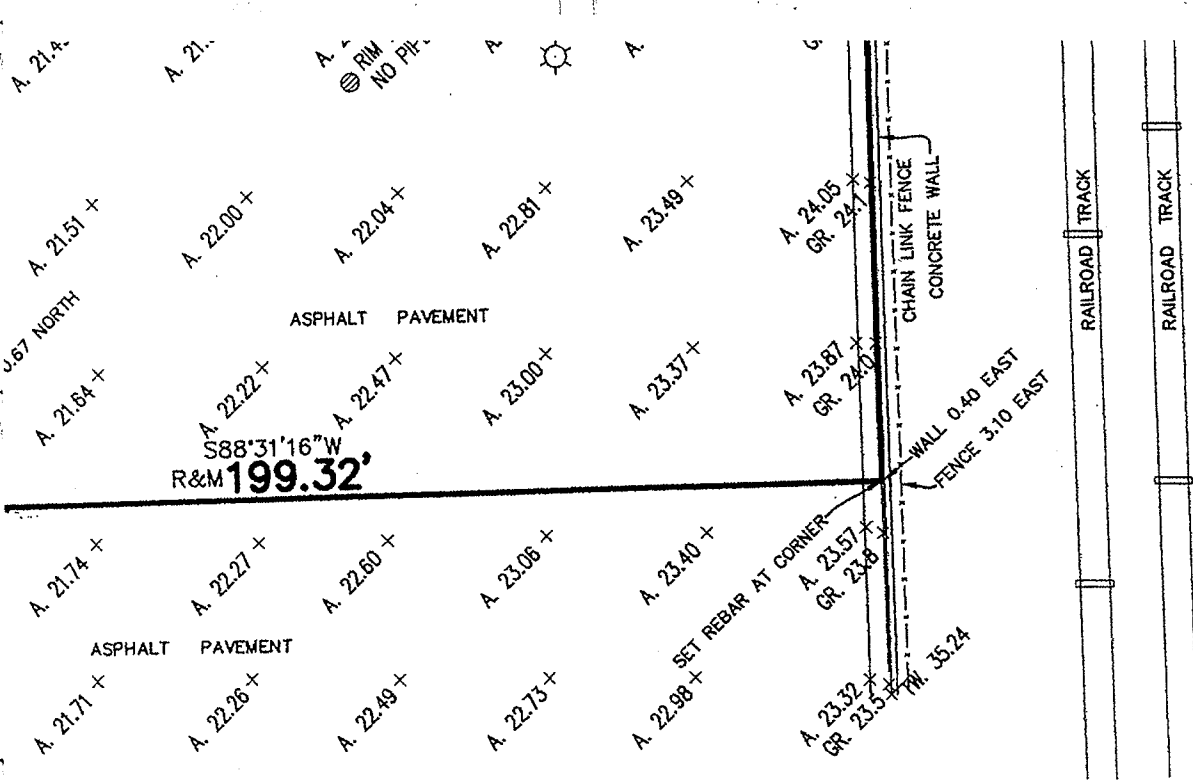 A. 21.4
A. 21.
A.
RIM
NO PIP
A.
A.
G.
A. 21.51
A. 22.00
A. 22.04
A. 22.81
A. 23.49
A. 24.05
GR. 24.1
CHAIN LINK FENCE
CONCRETE WALL
RAILROAD TRACK
RAILROAD TRACK
.67 NORTH
ASPHALT PAVEMENT
A. 21.64
A. 22.22
A. 22.47
A. 23.00
A. 23.37
A. 23.87
GR. 24.0
WALL 0.40 EAST
FENCE 3.10 EAST
S88°31'16"W
R&M 199.32'
SET REBAR AT CORNER
A. 21.74
A. 22.27
A. 22.60
A. 23.06
A. 23.40
A. 23.57
GR. 23.8
ASPHALT PAVEMENT
A. 21.71
A. 22.26
A. 22.49
A. 22.73
A. 22.98
A. 23.32
GR. 23.5
TW. 35.24